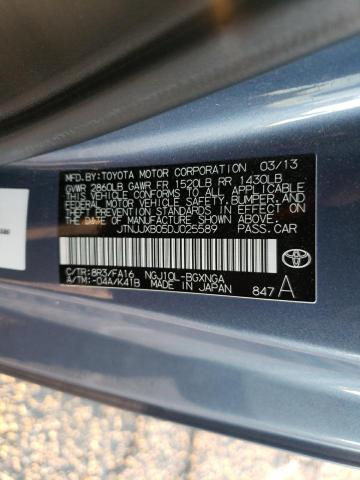 MFD.BY:TOYOTA MOTOR CORPORATION 03/13
GVWR 2860LB GAWR FR 1520LB RR 1430LB
THIS VEHICLE CONFORMS TO ALL APPLICABLE
FEDERAL MOTOR VEHICLE SAFETY,
BUMPER, AND THEFT PREVENTION STANDARDS
IN EFFECT ON THE DATE OF MANUFACTURE
SHOWN ABOVE.
JTNJJXB05DJ025589 PASS.CAR
C/TR:8R3/FA16 NGJ10L-BGXNGA
A/TM:-04A/K41B MADE IN JAPAN 847 A
TOYOTA